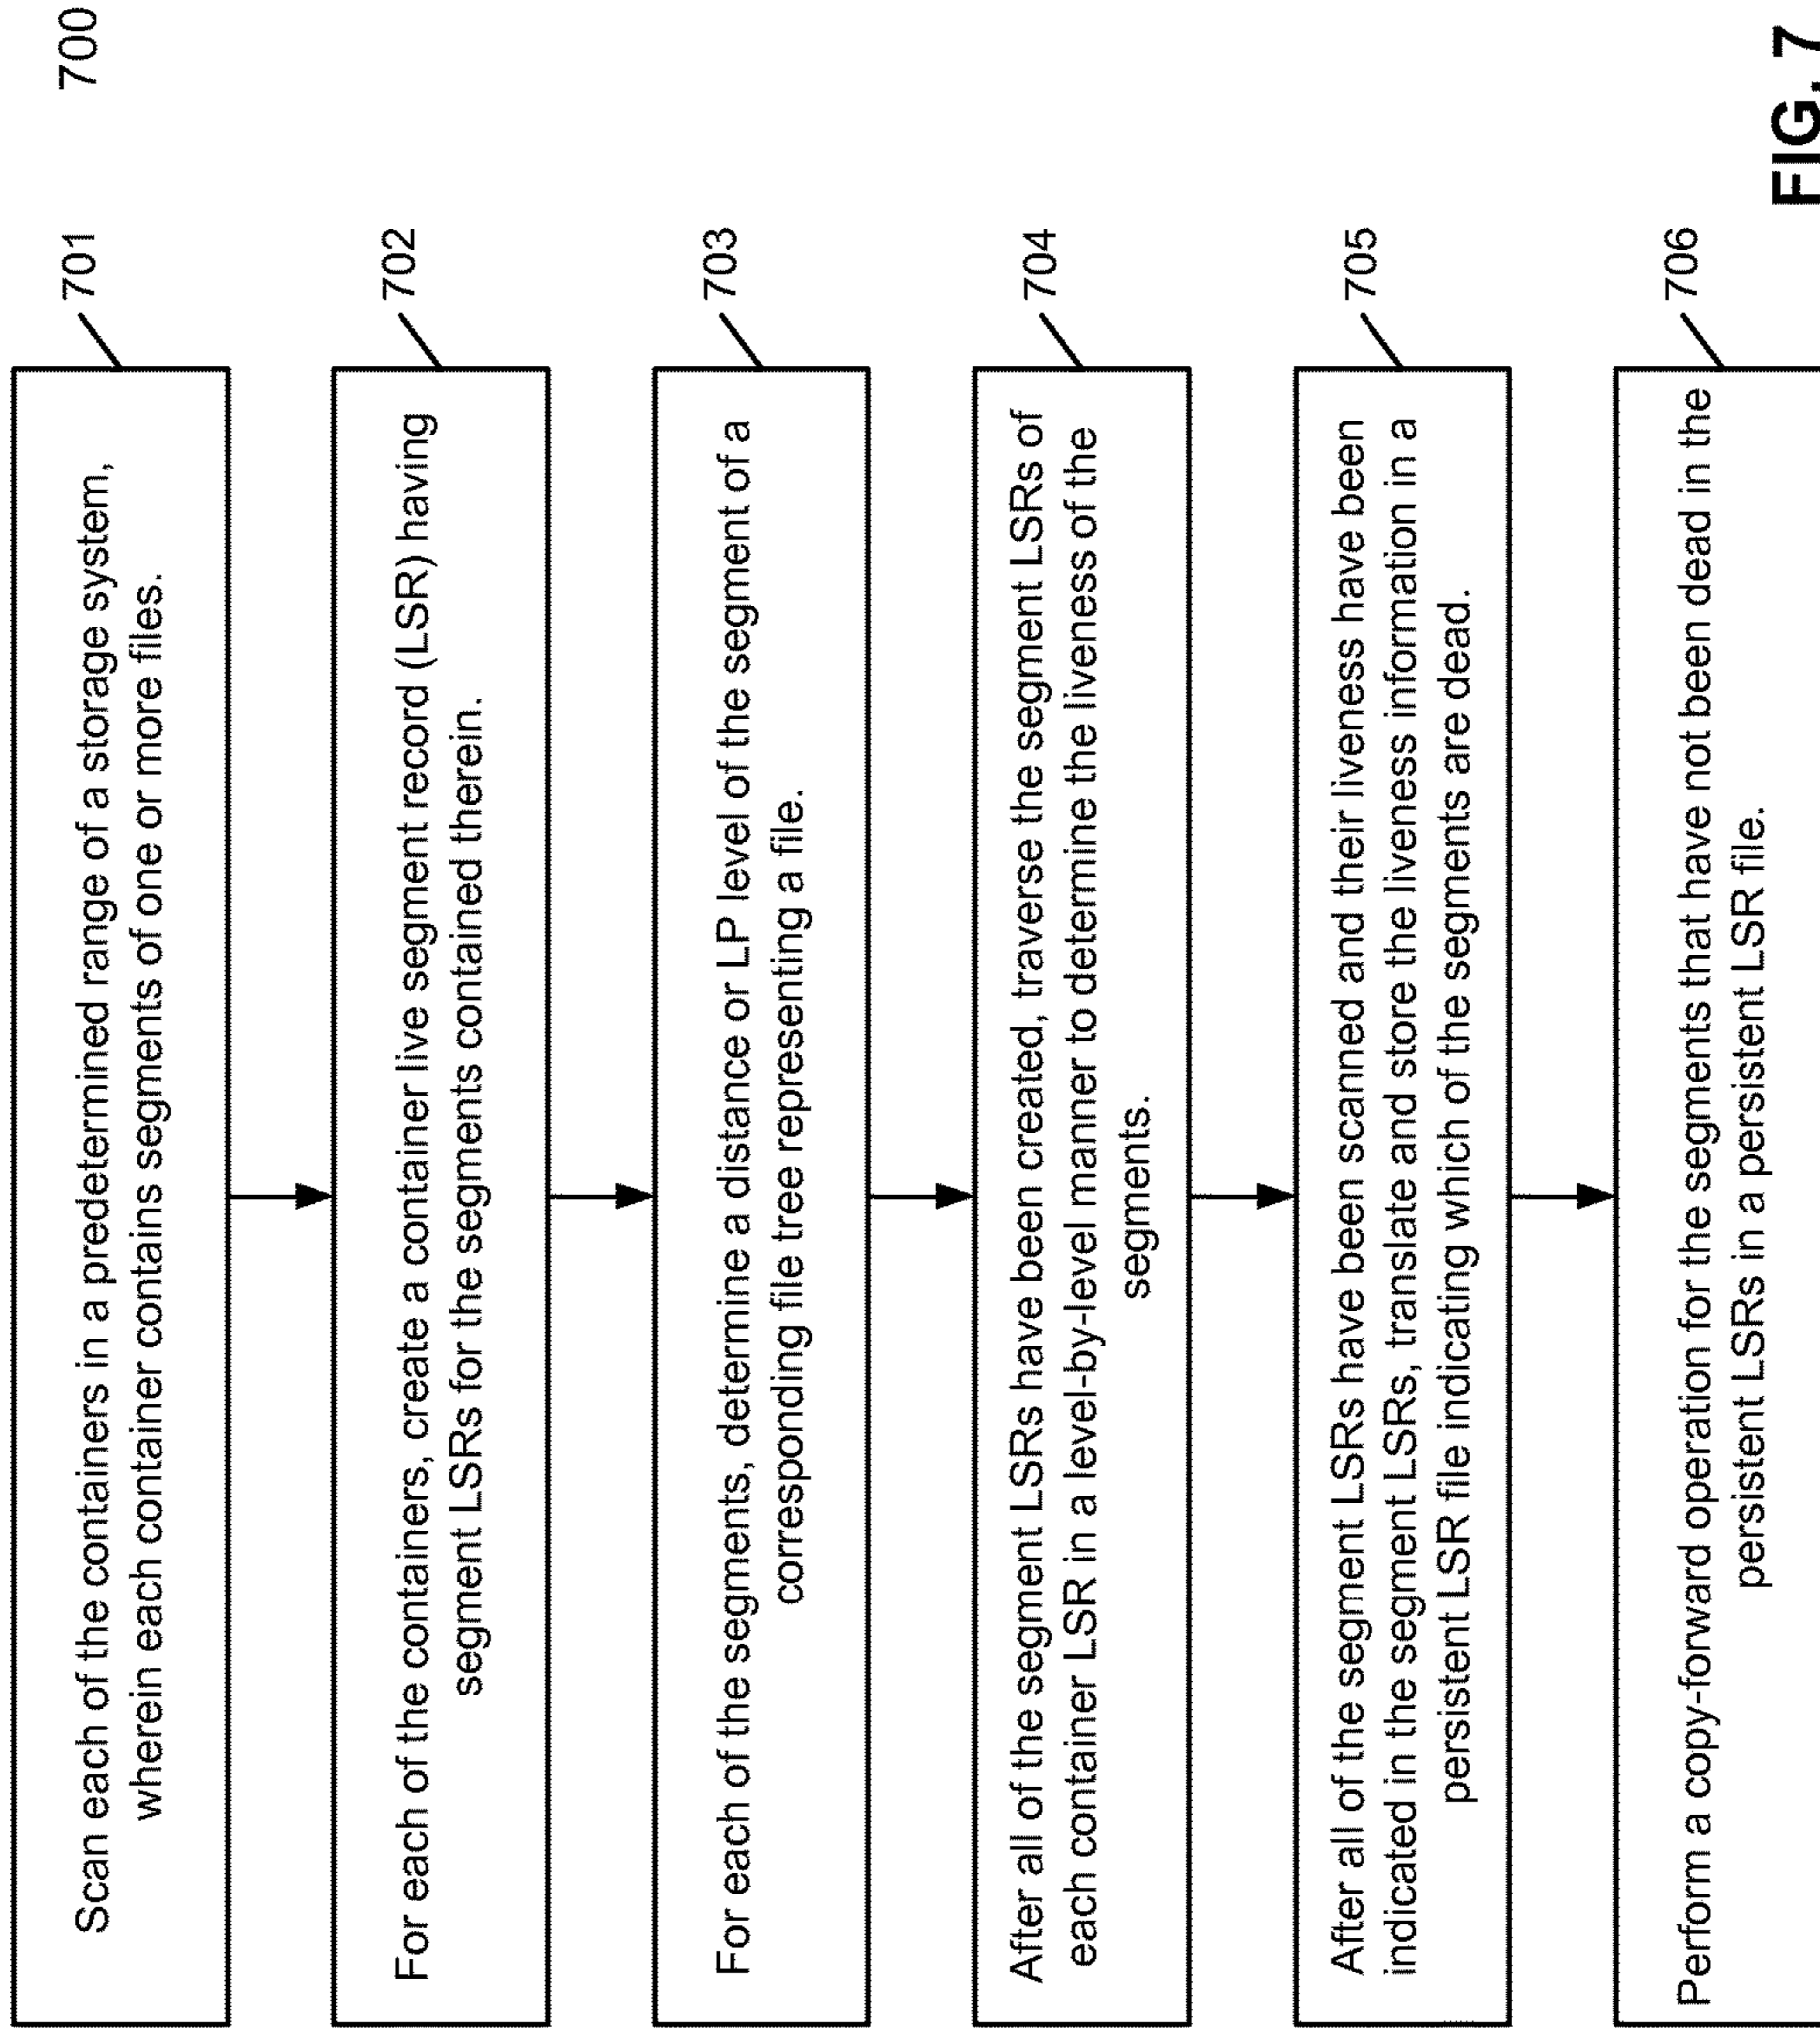 700
701
Scan each of the containers in a predetermined range of a storage system,
wherein each container contains segments of one or more files.
702
For each of the containers, create a container live segment record (LSR) having
segment LSRs for the segments contained therein.
703
For each of the segments, determine a distance or LP level of the segment of a
corresponding file tree representing a file.
704
After all of the segment LSRs have been created, traverse the segment LSRs of
each container LSR in a level-by-level manner to determine the liveness of the
segments.
705
After all of the segment LSRs have been scanned and their liveness have been
indicated in the segment LSRs, translate and store the liveness information in a
persistent LSR file indicating which of the segments are dead.
706
Perform a copy-forward operation for the segments that have not been dead in the
persistent LSRs in a persistent LSR file.
FIG. 7